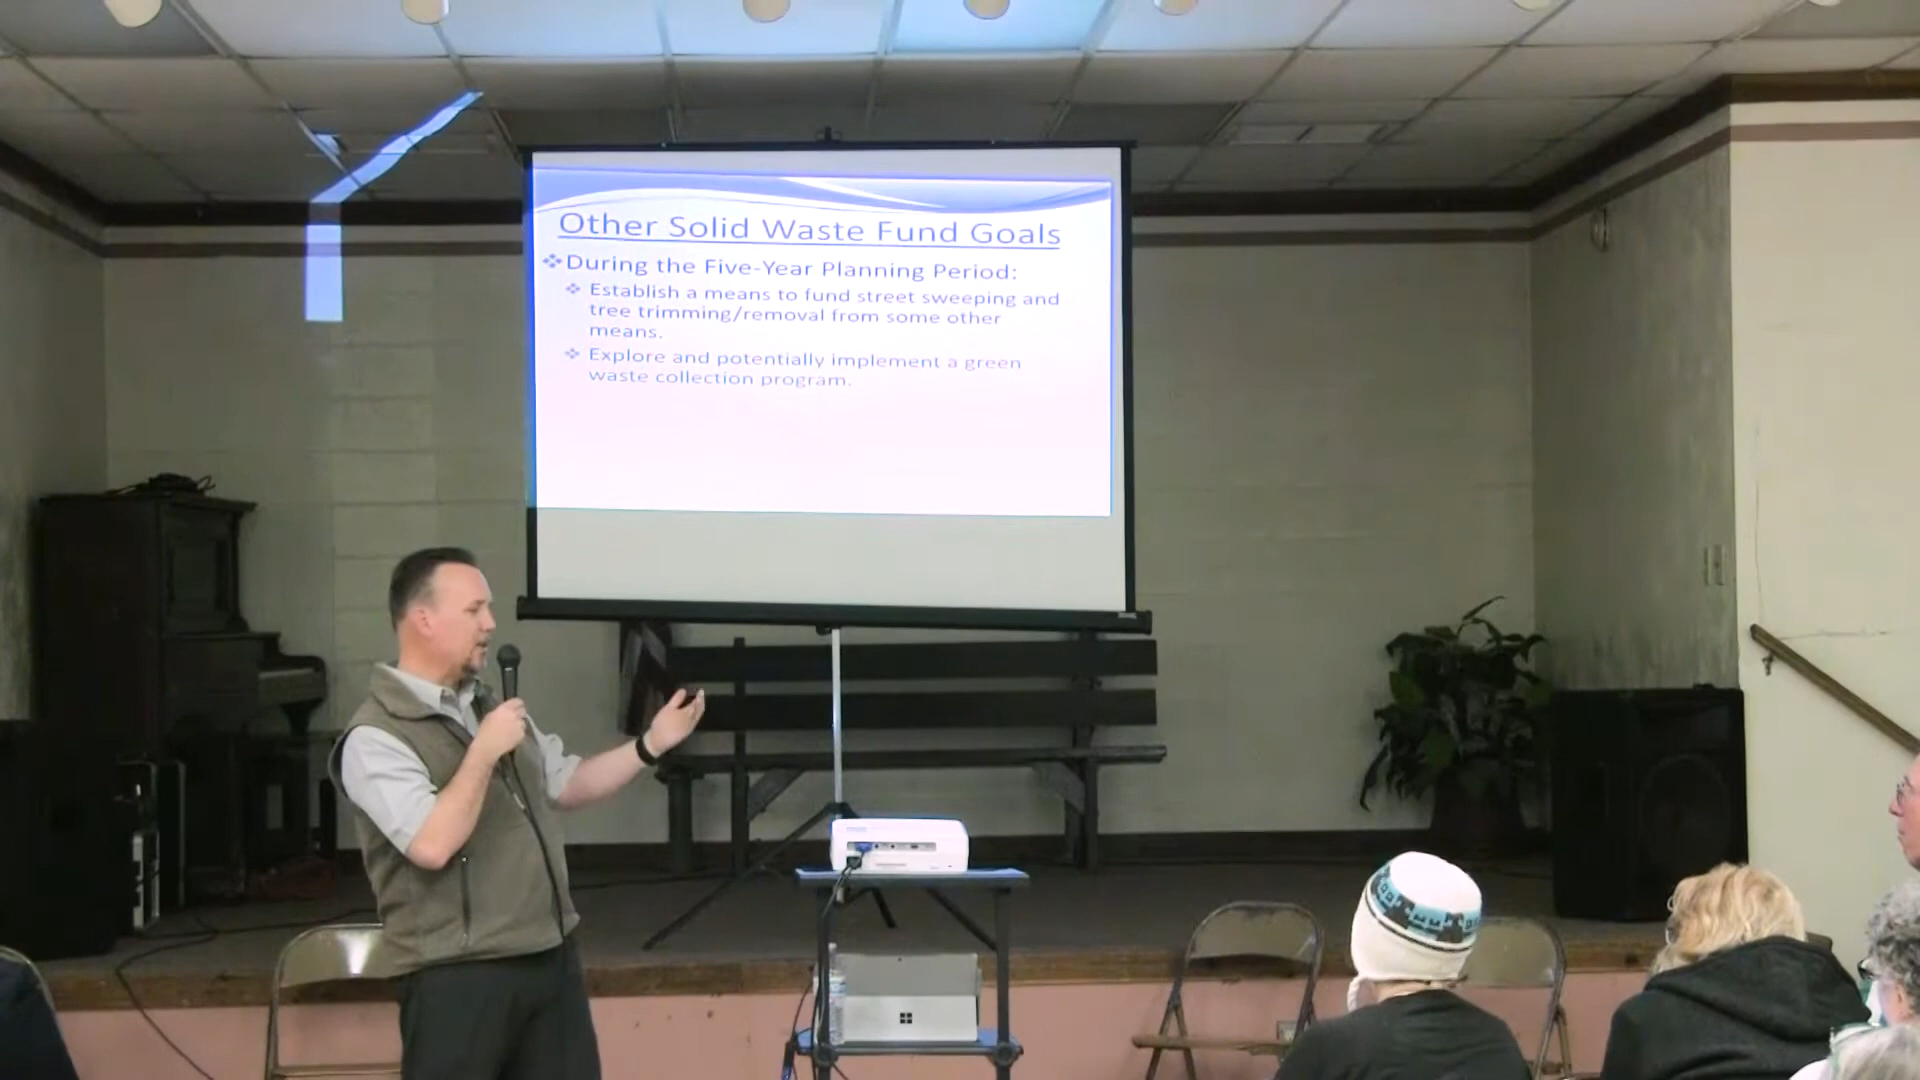 Other Solid Waste Fund Goals
During the Five-Year Planning Period:
Establish a means to fund street sweeping and
tree trimming/removal from some other
means.
Explore and potentially implement a green
waste collection program.